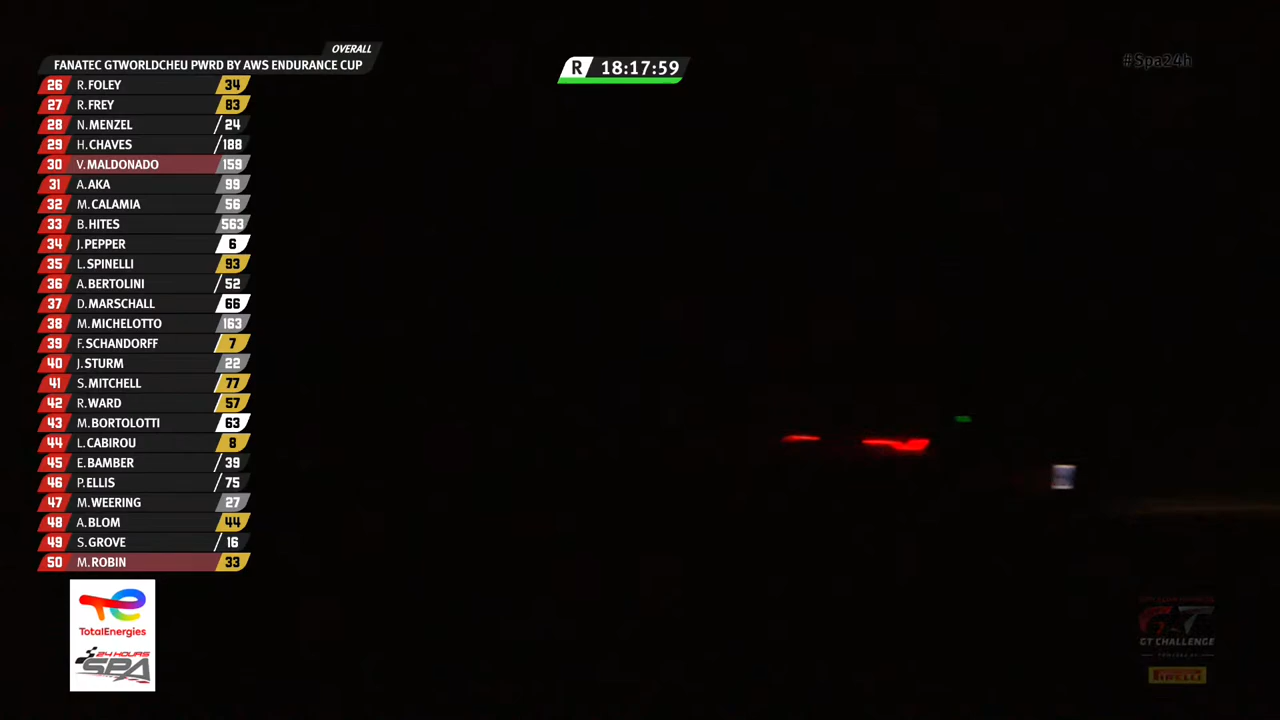 OVERALL
FANATEC GTWORLDCHEU PWRD BY AWS ENDURANCE CUP
R 18:17:59
#Spa24h
26 R.FOLEY 34
27 R.FREY 83
28 N.MENZEL 24
29 H.CHAVES 188
30 V.MALDONADO 159
31 A.AKA 99
32 M.CALAMIA 56
33 B.HITES 563
34 J.PEPPER 6
35 L.SPINELLI 93
36 A.BERTOLINI 52
37 D.MARSCHALL 66
38 M.MICHELOTTO 163
39 F.SCHANDORFF 7
40 J.STURM 22
41 S.MITCHELL 77
42 R.WARD 57
43 M.BORTOLOTTI 63
44 L.CABIROU 8
45 E.BAMBER 39
46 P.ELLIS 75
47 M.WEERING 27
48 A.BLOM 44
49 S.GROVE 16
50 M.ROBIN 33
TotalEnergies
24 HOURS
SPA
GT CHALLENGE
PIRELLI